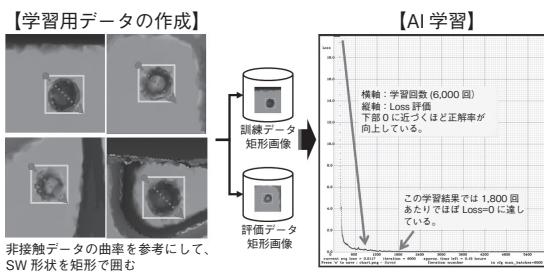 【学習用データの作成】
【AI 学習】
訓練データ
矩形画像
評価データ
矩形画像
非接触データの曲率を参考にして、
SW 形状を矩形で囲む
Loss
横軸：学習回数 (6,000 回)
縦軸：Loss 評価
下部 0 に近づくほど正解率が
向上している。
この学習結果では 1,800 回
あたりでほぼ Loss=0 に達し
ている。
Iteration number